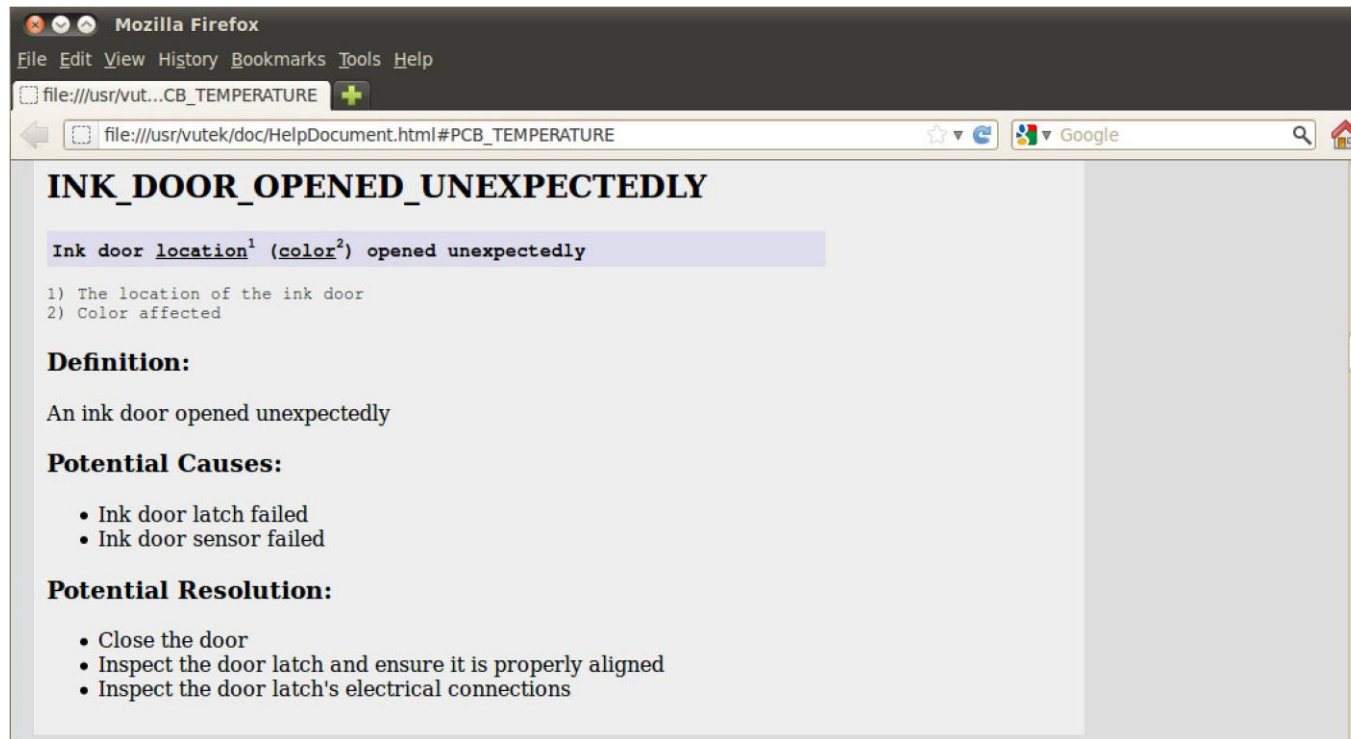 Mozilla Firefox
File Edit View History Bookmarks Tools Help
file:///usr/vut...CB_TEMPERATURE
file:///usr/vutek/doc/HelpDocument.html#PCB_TEMPERATURE Google
INK_DOOR_OPENED_UNEXPECTEDLY
Ink door location¹ (color²) opened unexpectedly
1) The location of the ink door
2) Color affected
Definition:
An ink door opened unexpectedly
Potential Causes:
• Ink door latch failed
• Ink door sensor failed
Potential Resolution:
• Close the door
• Inspect the door latch and ensure it is properly aligned
• Inspect the door latch's electrical connections